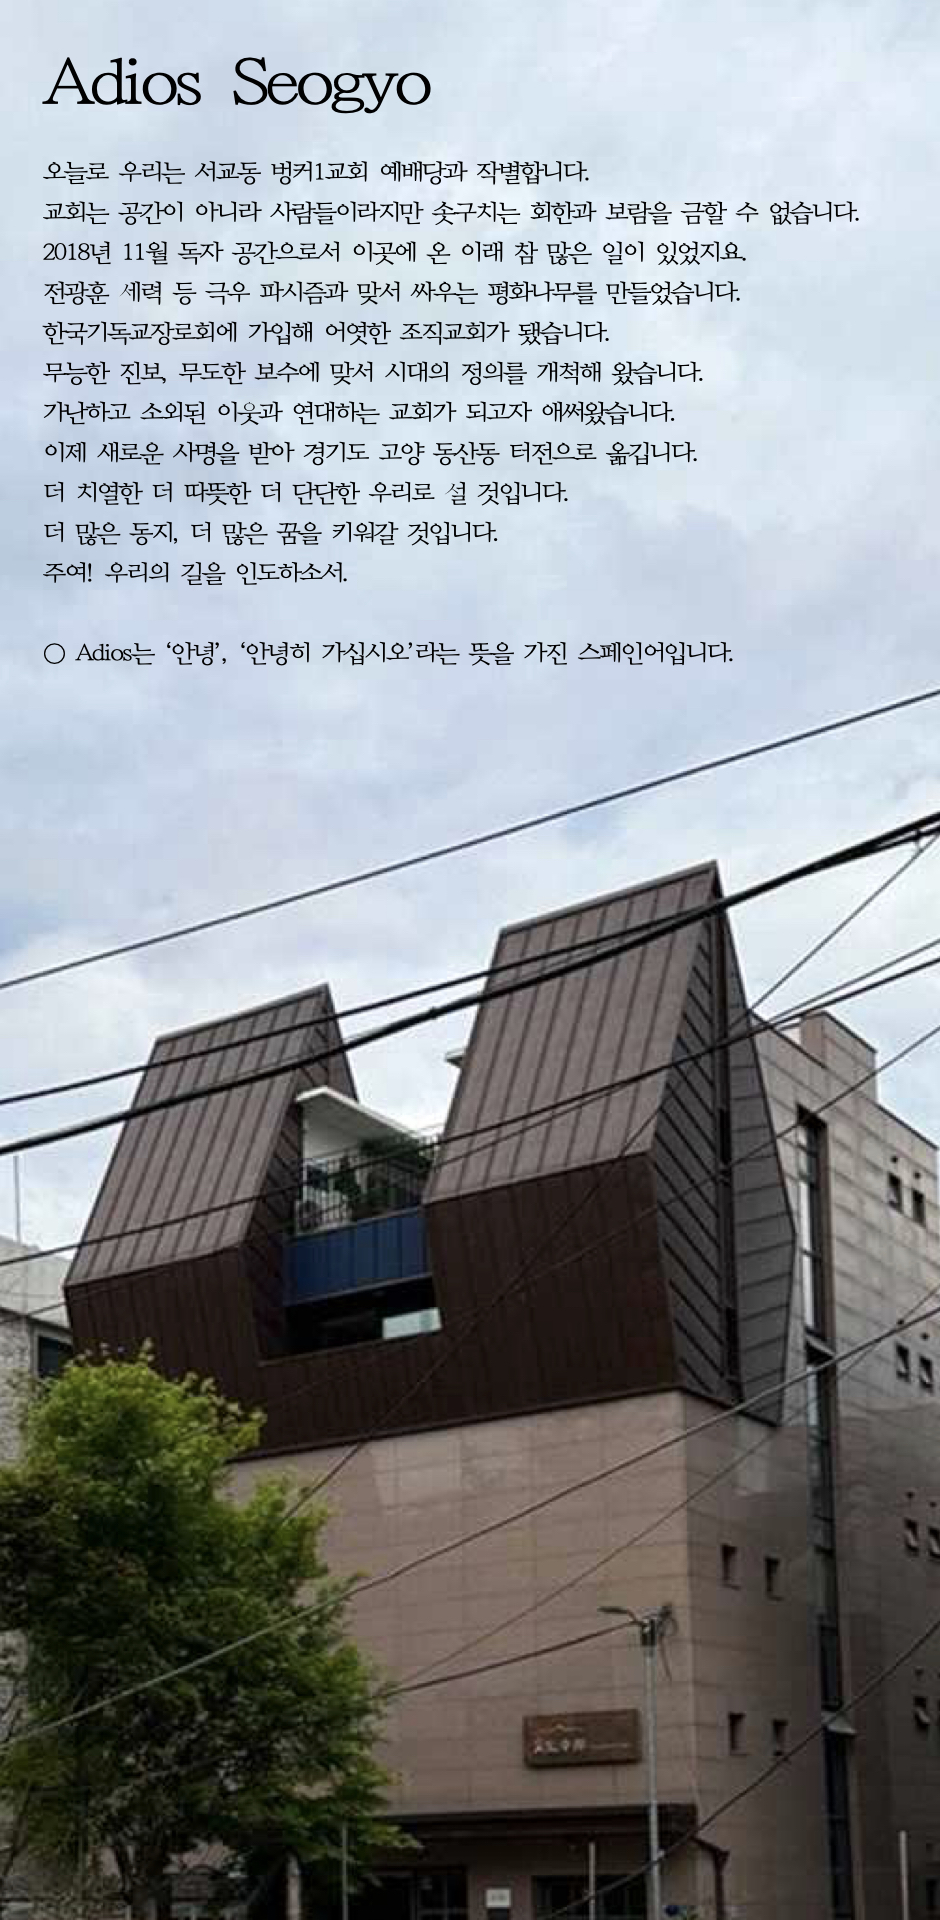 Adios Seogyo
오늘로 우리는 서교동 벙커1교회 예배당과 작별합니다.
교회는 공간이 아니라 사람들이라지만 솟구치는 회한과 보람을 금할 수 없습니다.
2018년 11월 독자 공간으로서 이곳에 온 이래 참 많은 일이 있었지요.
전광훈 세력 등 극우 파시즘과 맞서 싸우는 평화나무를 만들었습니다.
한국기독교장로회에 가입해 어엿한 조직교회가 됐습니다.
무능한 진보, 무도한 보수에 맞서 시대의 정의를 개척해 왔습니다.
가난하고 소외된 이웃과 연대하는 교회가 되고자 애써왔습니다.
이제 새로운 사명을 받아 경기도 고양 동산동 터전으로 옮깁니다.
더 치열한 더 따뜻한 더 단단한 우리로 설 것입니다.
더 많은 동지, 더 많은 꿈을 키워갈 것입니다.
주여! 우리의 길을 인도하소서.
○ Adios는 ‘안녕’, ‘안녕히 가십시오’라는 뜻을 가진 스페인어입니다.